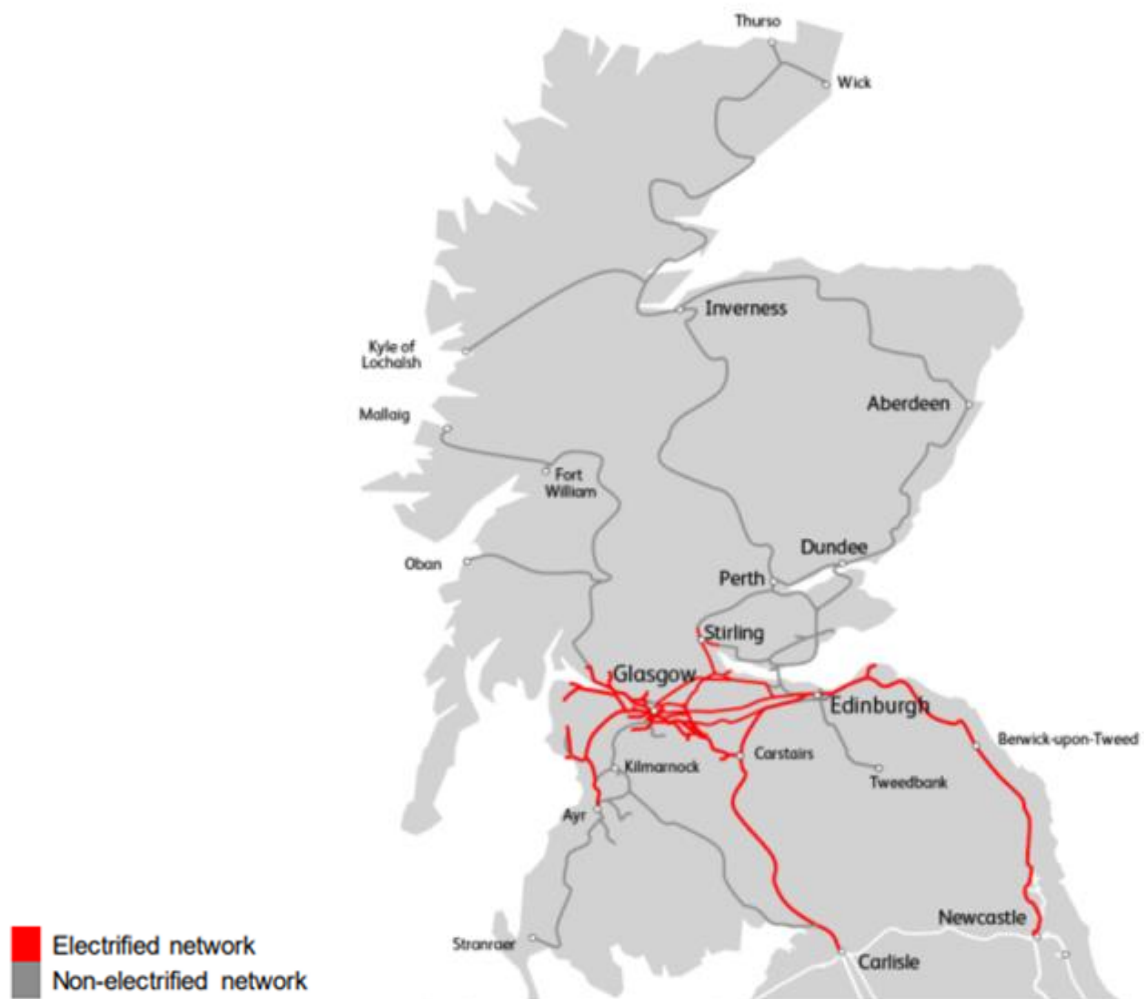 Thurso
Wick
Inverness
Kyle of
Lochalsh
Aberdeen
Mallaig
Fort
William
Dundee
Oban
Perth
Stirling
Glasgow
Edinburgh
Berwick-upon-Tweed
Carstairs
Kilmarnock
Tweedbank
Ayr
Newcastle
Stranraer
Carlisle
Electrified network
Non-electrified network